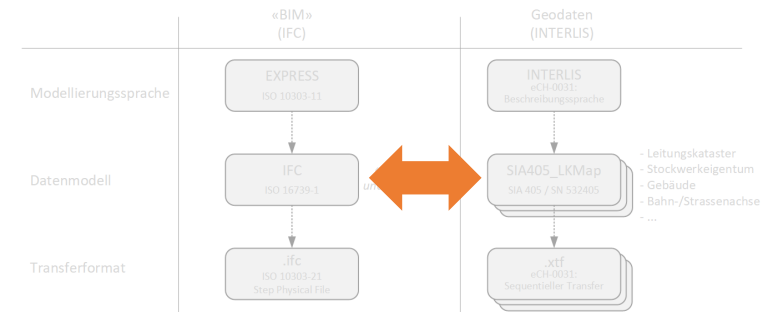 «BIM»
(IFC)
Geodaten
(INTERLIS)
Modellierungssprache
EXPRESS
ISO 10303-11
INTERLIS
eCH-0031:
Beschreibungssprache
Datenmodell
IFC
ISO 16739-1
SIA405_LKMap
SIA 405 / SN 532405
- Leitungskataster
- Stockwerkeigentum
- Gebäude
- Bahn-/Strassenachse
- ...
Transferformat
.ifc
ISO 10303-21
Step Physical File
.xtf
eCH-0031:
Sequentieller Transfer